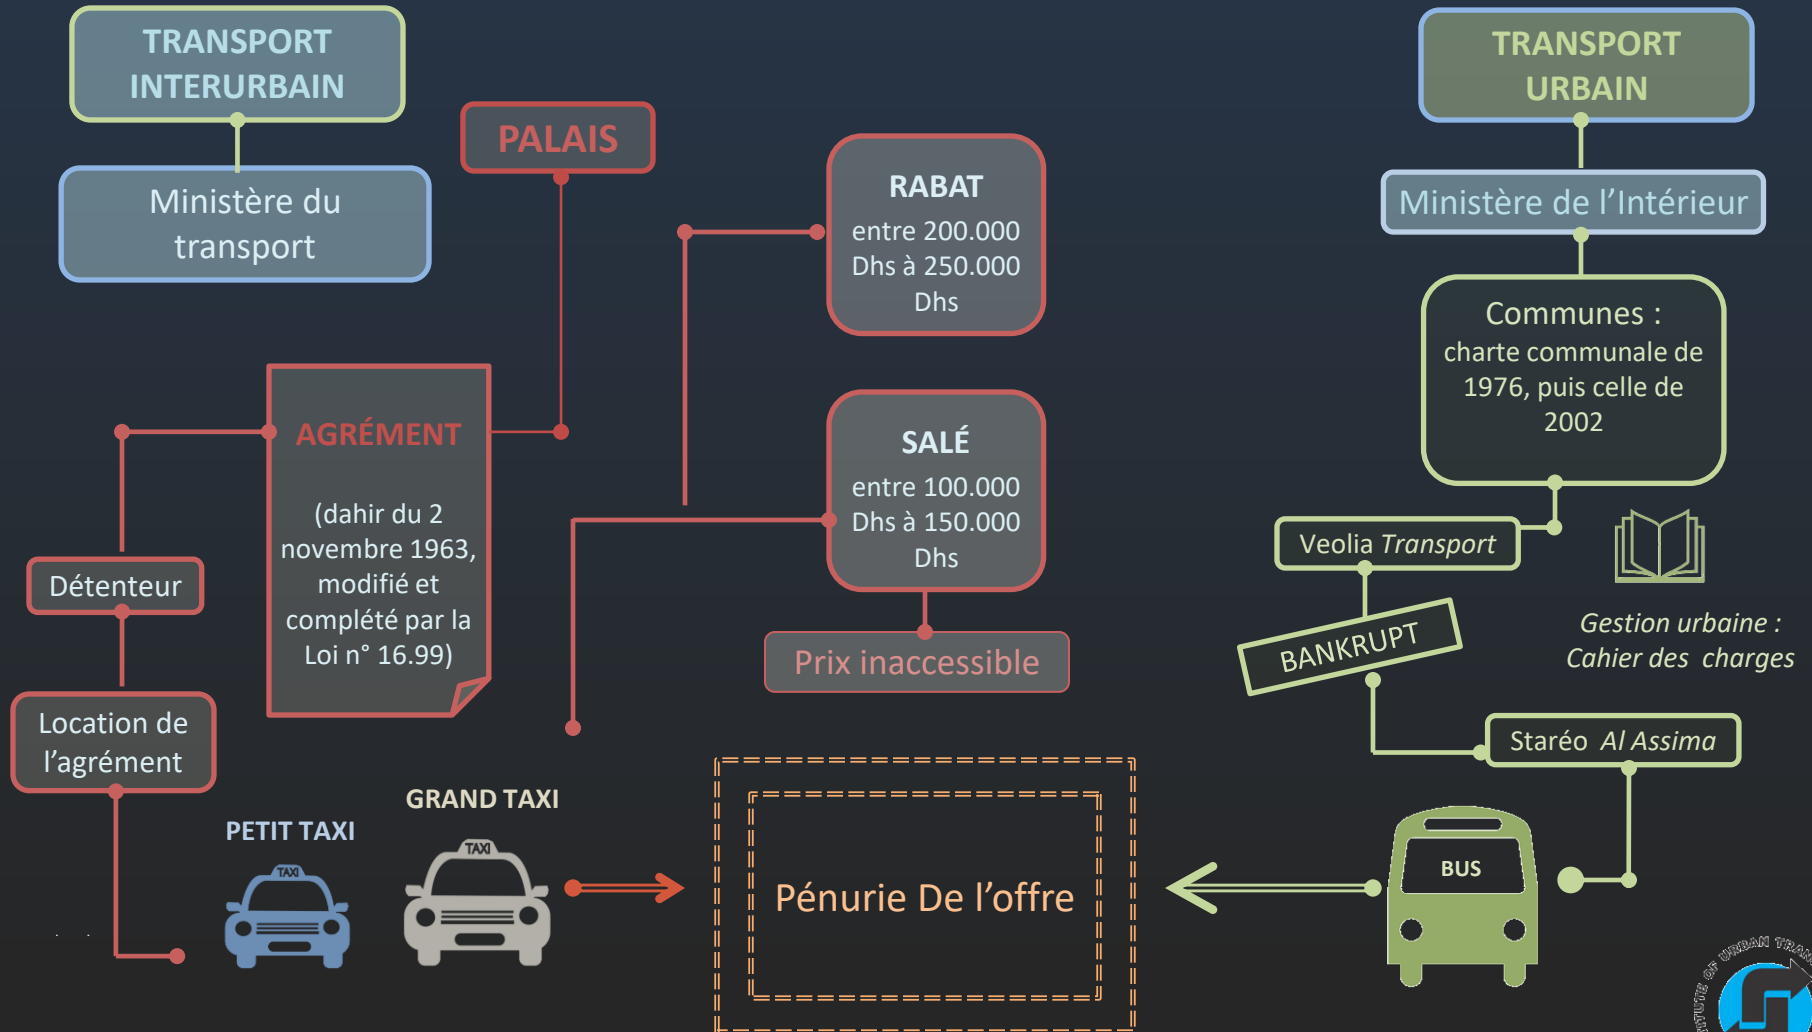 TRANSPORT
INTERURBAIN
Ministère du
transport
PALAIS
AGRÉMENT
(dahir du 2
novembre 1963,
modifié et
complété par la
Loi n° 16.99)
Détenteur
Location de
l’agrément
PETIT TAXI
TAXI
GRAND TAXI
TAXI
RABAT
entre 200.000
Dhs à 250.000
Dhs
SALÉ
entre 100.000
Dhs à 150.000
Dhs
Prix inaccessible
Pénurie De l’offre
TRANSPORT
URBAIN
Ministère de l’Intérieur
Communes :
charte communale de
1976, puis celle de
2002
Veolia Transport
BANKRUPT
Gestion urbaine :
Cahier des charges
Staréo Al Assima
BUS
OF URBAN